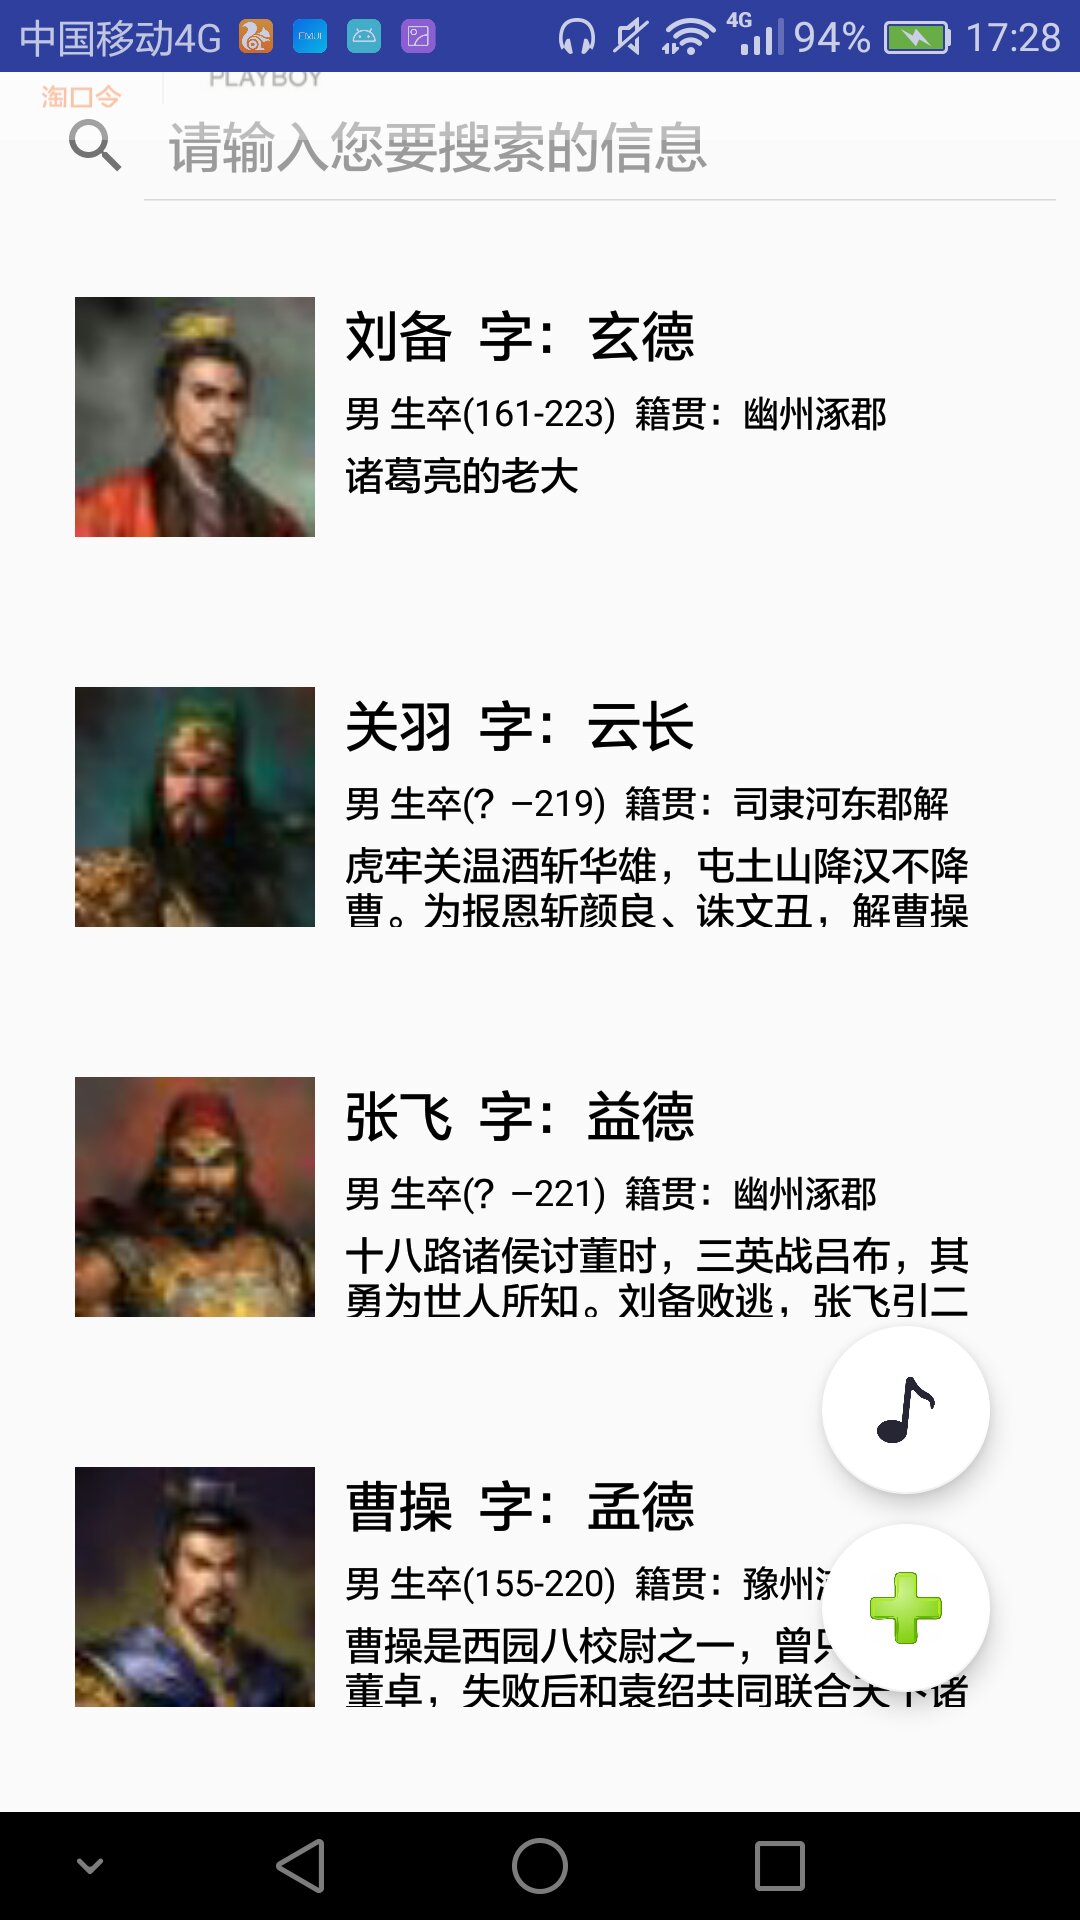 中国移动4G
4G
94%
17:28
PLAYBOY
淘口令
请输入您要搜索的信息
刘备 字：玄德
男 生卒(161-223) 籍贯：幽州涿郡
诸葛亮的老大
关羽 字：云长
男 生卒(？–219) 籍贯：司隶河东郡解
虎牢关温酒斩华雄，屯土山降汉不降
曹。为报恩斩颜良、诛文丑，解曹操
张飞 字：益德
男 生卒(？–221) 籍贯：幽州涿郡
十八路诸侯讨董时，三英战吕布，其
勇为世人所知。刘备败逃，张飞引二
曹操 字：孟德
男 生卒(155-220) 籍贯：豫州
曹操是西园八校尉之一，曾
董卓，失败后和袁绍共同联合天下诸